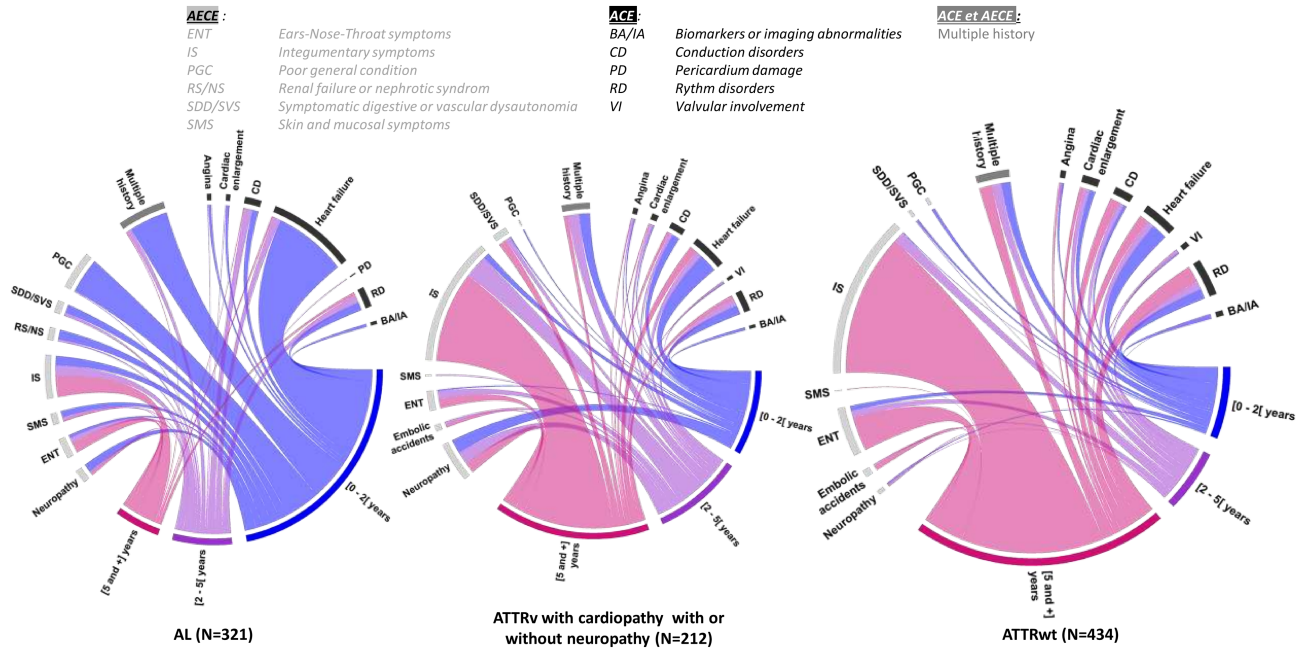 AECE :
ENT Ears-Nose-Throat symptoms
IS Integumentary symptoms
PGC Poor general condition
RS/NS Renal failure or nephrotic syndrom
SDD/SVS Symptomatic digestive or vascular dysautonomia
SMS Skin and mucosal symptoms
ACE :
BA/IA Biomarkers or imaging abnormalities
CD Conduction disorders
PD Pericardium damage
RD Rythm disorders
VI Valvular involvement
ACE et AECE :
Multiple history
Neuropathy
ENT
SMS
IS
RS/NS
SDD/SVS
PGC
Multiple
history
Angina
Cardiac
enlargement
CD
Heart failure
PD
RD
BA/IA
[0 - 2[ years
[2 - 5[ years
[5 and +] years
AL (N=321)
Neuropathy
Embolic
accidents
ENT
SMS
IS
SDD/SVS
PGC
Multiple
history
Angina
Cardiac
enlargement
CD
Heart failure
VI
RD
BA/IA
[0 - 2[ years
[2 - 5[ years
[5 and +]
years
ATTRv with cardiopathy with or
without neuropathy (N=212)
Neuropathy
Embolic
accidents
ENT
SMS
IS
SDD/SVS
PGC
Multiple
history
Angina
Cardiac
enlargement
CD
Heart failure
VI
RD
BA/IA
[0 - 2[ years
[2 - 5[ years
[5 and +]
years
ATTRwt (N=434)